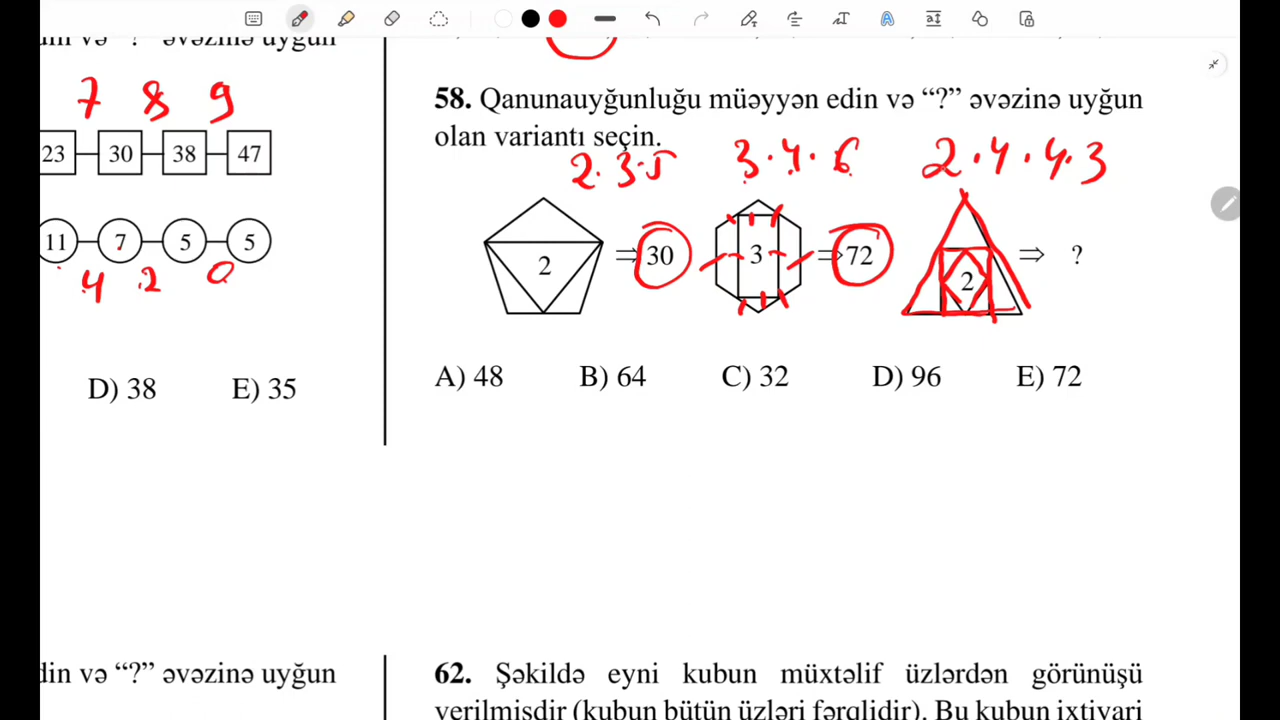 din və “?” əvəzinə uyğun
7 8 9
23 30 38 47
11 7 5 5
4 2 0
D) 38 E) 35
58. Qanunauyğunluğu müəyyən edin və “?” əvəzinə uyğun
olan variantı seçin.
2·3·5 3·4·6 2·4·4·3
2 ⇒ 30 3 ⇒ 72 2 ⇒ ?
A) 48 B) 64 C) 32 D) 96 E) 72
edin və “?” əvəzinə uyğun
62. Şəkildə eyni kubun müxtəlif üzlərdən görünüşü
verilmişdir (kubun bütün üzləri fərqlidir). Bu kubun ixtiyari